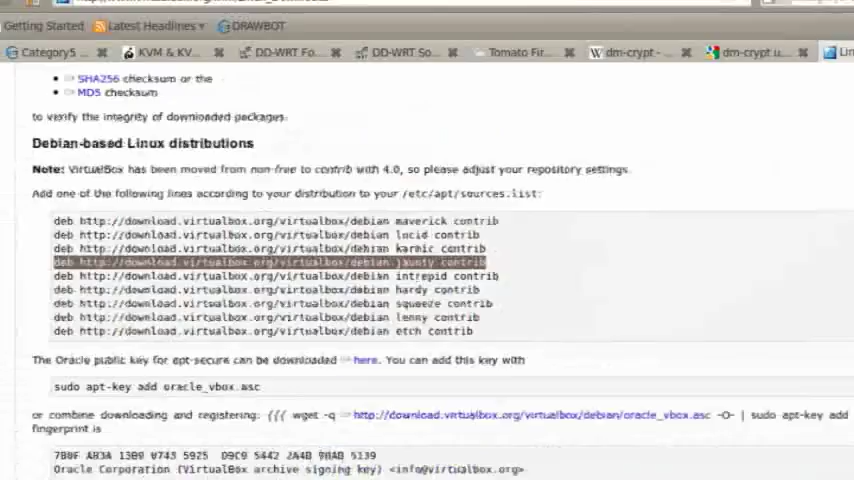 Getting Started Latest Headlines DRAWBOT
Category5 ... KVM & KV... DD-WRT Fo... DD-WRT So... Tomato Fir... dm-crypt - ... dm-crypt u...
SHA256 checksum or the
MD5 checksum
to verify the integrity of downloaded packages.
Debian-based Linux distributions
Note: VirtualBox has been moved from non-free to contrib with 4.0, so please adjust your repository settings.
Add one of the following lines according to your distribution to your /etc/apt/sources.list:
deb http://download.virtualbox.org/virtualbox/debian maverick contrib
deb http://download.virtualbox.org/virtualbox/debian lucid contrib
deb http://download.virtualbox.org/virtualbox/debian karmic contrib
deb http://download.virtualbox.org/virtualbox/debian jaunty contrib
deb http://download.virtualbox.org/virtualbox/debian intrepid contrib
deb http://download.virtualbox.org/virtualbox/debian hardy contrib
deb http://download.virtualbox.org/virtualbox/debian squeeze contrib
deb http://download.virtualbox.org/virtualbox/debian lenny contrib
deb http://download.virtualbox.org/virtualbox/debian etch contrib
The Oracle public key for apt-secure can be downloaded here. You can add this key with
sudo apt-key add oracle_vbox.asc
or combine downloading and registering: {{{ wget -q http://download.virtualbox.org/virtualbox/debian/oracle_vbox.asc -O- | sudo apt-key add
fingerprint is
7B0F AB3A 13B9 0743 5925 D9C9 5442 2A4B 98AB 5139
Oracle Corporation (VirtualBox archive signing key) <info@virtualbox.org>